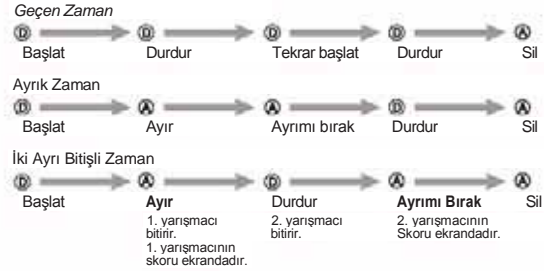 Geçen Zaman
D D D D A
Başlat Durdur Tekrar başlat Durdur Sil
Ayrık Zaman
D A A D A
Başlat Ayır Ayrımı bırak Durdur Sil
İki Ayrı Bitişli Zaman
D A D A A
Başlat Ayır Durdur Ayrımı Bırak Sil
1. yarışmacı 2. yarışmacı 2. yarışmacının
bitirir. bitirir. Skoru ekrandadır.
1. yarışmacının
skoru ekrandadır.